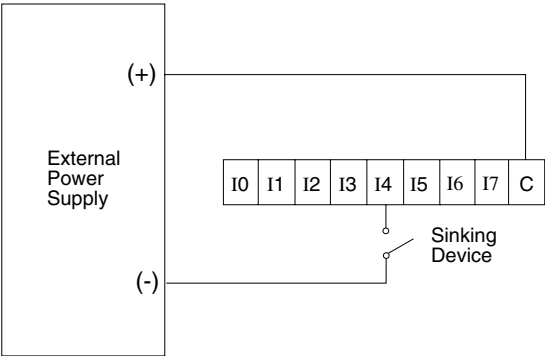 (+)
External
Power
Supply
I0 I1 I2 I3 I4 I5 I6 I7 C
Sinking
Device
(-)